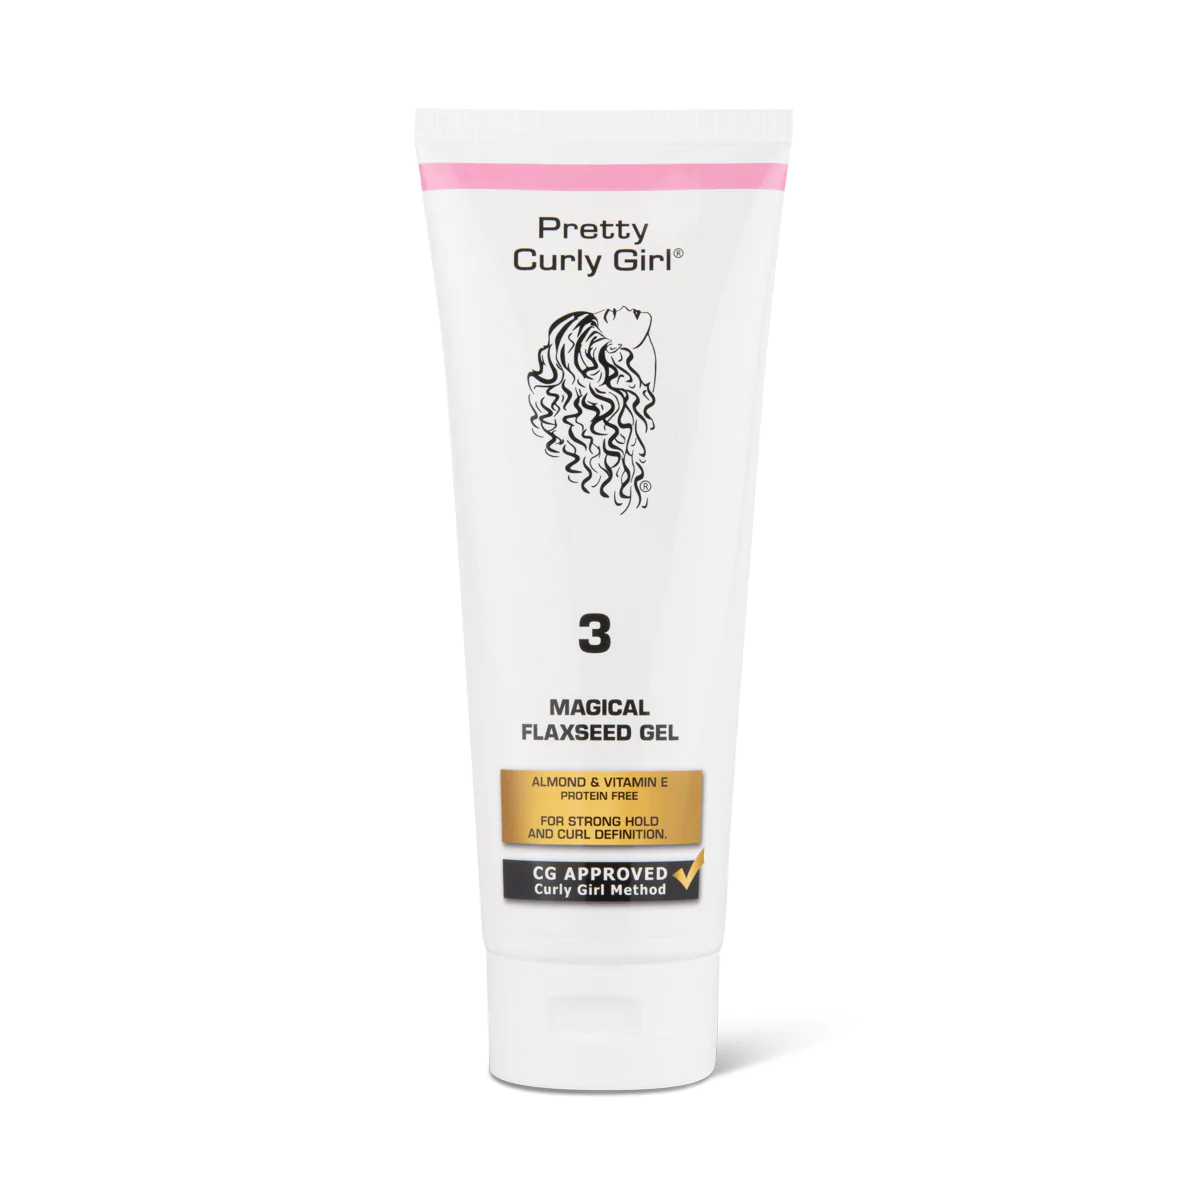 Pretty
Curly Girl®
®
3
MAGICAL
FLAXSEED GEL
ALMOND & VITAMIN E
PROTEIN FREE
FOR STRONG HOLD
AND CURL DEFINITION.
CG APPROVED
Curly Girl Method